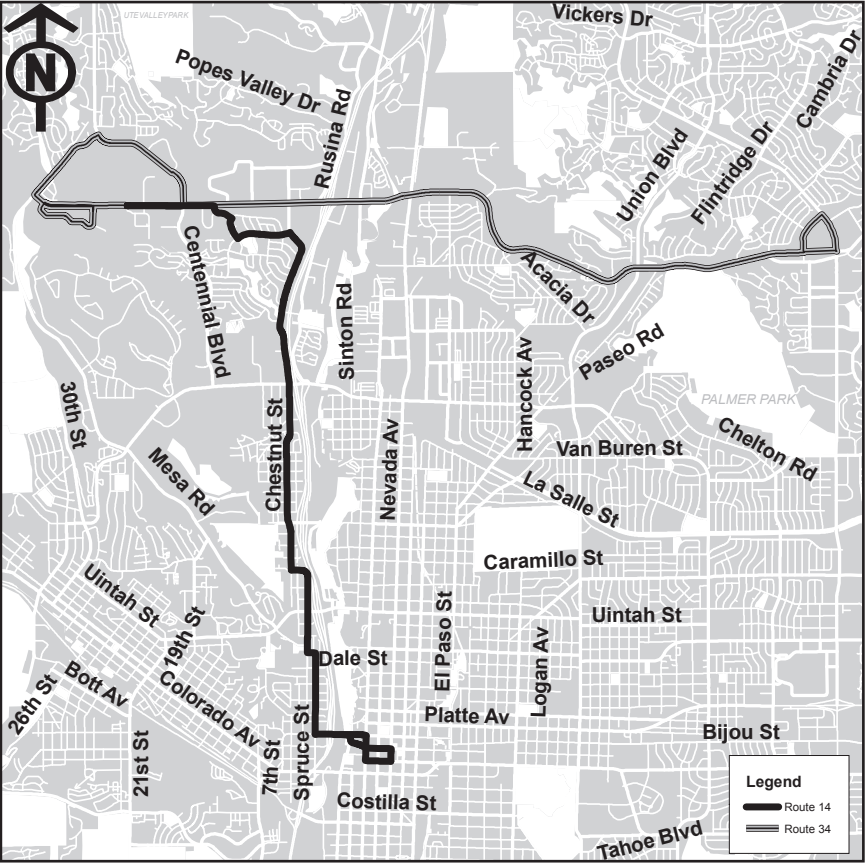 UTEVALLEYPARK
Vickers Dr
N
Popes Valley Dr
Rusina Rd
Cambria Dr
Union Blvd
Flintridge Dr
Centennial Blvd
Acacia Dr
Sinton Rd
Paseo Rd
Hancock Av
30th St
PALMER PARK
Chestnut St
Nevada Av
Van Buren St
Chelton Rd
Mesa Rd
La Salle St
Caramillo St
Uintah St
19th St
El Paso St
Uintah St
Logan Av
Dale St
26th St
Bott Av
Colorado Av
Platte Av
Bijou St
21st St
7th St
Spruce St
Costilla St
Tahoe Blvd
Legend
Route 14
Route 34